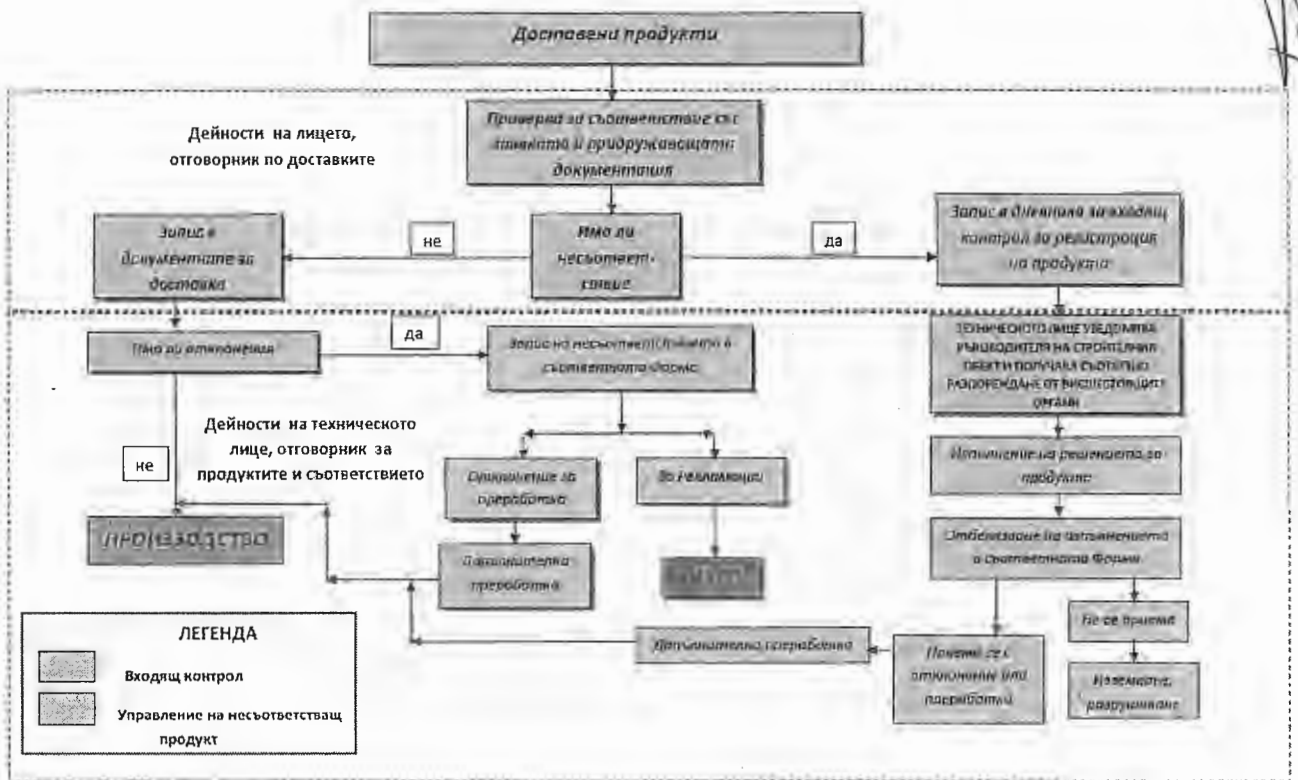 Доставени продукти
Дейности на лицето,
отговорник по доставките
Проверка за съответствие със
заявката и придружаващата
документация
Запис в
документите за
доставка
не
Има ли
несъответ-
ствие
да
Запис в дневника за входящ
контрол за регистрация
на продукта
Има ли отклонения
да
Запис на несъответствието в
съответната Форма
ТЕХНИЧЕСКОТО ЛИЦЕ УВЕДОМЯВА
РЪКОВОДИТЕЛЯ НА СТРОИТЕЛНИЯ
ОБЕКТ И ПОЛУЧАВА СЪОТВЕТНО
РАЗПОРЕЖДАНЕ ОТ ВИСШЕСТОЯЩИТЕ
ОРГАНИ
Дейности на техническото
лице, отговорник за
продуктите и съответствието
не
Отклонение за
преработка
За Рекламации
Изпълнение на решението за
продукта
ПРОИЗВОДСТВО
Допълнителна
преработка
Отбелязване на изпълнението
в съответната Форма
Не се приема
Допълнителна преработка
Приема се с
отклонение или
преработка
разрушаване
ЛЕГЕНДА
Входящ контрол
Управление на несъответстващ
продукт